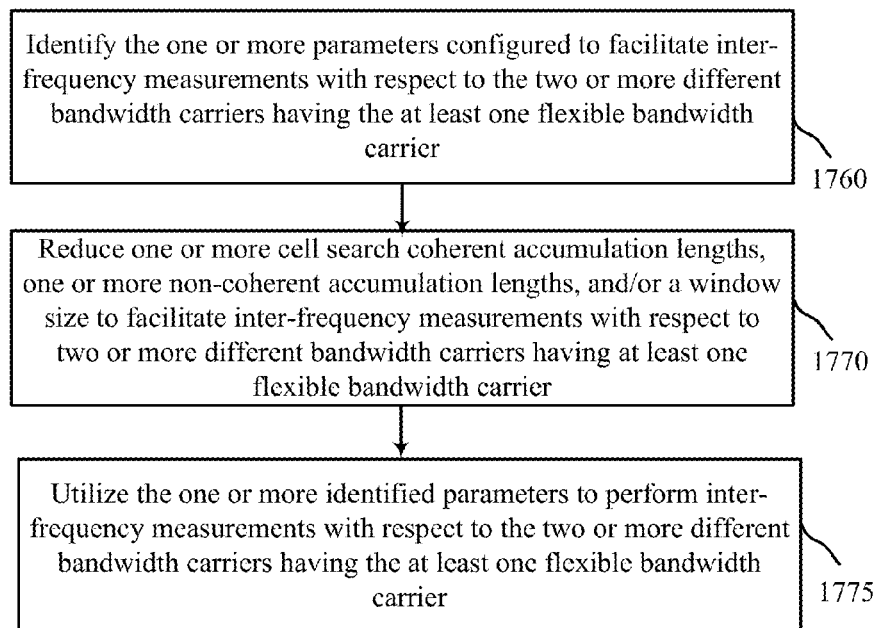 Identify the one or more parameters configured to facilitate inter-
frequency measurements with respect to the two or more different
bandwidth carriers having the at least one flexible bandwidth
carrier
1760
Reduce one or more cell search coherent accumulation lengths,
one or more non-coherent accumulation lengths, and/or a window
size to facilitate inter-frequency measurements with respect to
two or more different bandwidth carriers having at least one
flexible bandwidth carrier
1770
Utilize the one or more identified parameters to perform inter-
frequency measurements with respect to the two or more different
bandwidth carriers having the at least one flexible bandwidth
carrier
1775